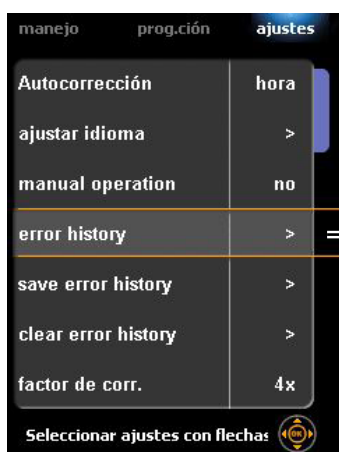 manejo prog.ción ajustes
Autocorrección hora
ajustar idioma >
manual operation no
error history > =
save error history >
clear error history >
factor de corr. 4x
Seleccionar ajustes con flechas OK